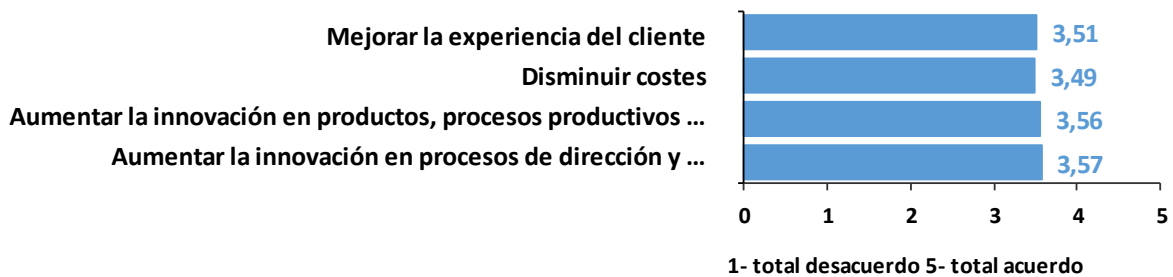 Mejorar la experiencia del cliente 3,51
Disminuir costes 3,49
Aumentar la innovación en productos, procesos productivos ... 3,56
Aumentar la innovación en procesos de dirección y ... 3,57
0 1 2 3 4 5
1- total desacuerdo 5- total acuerdo